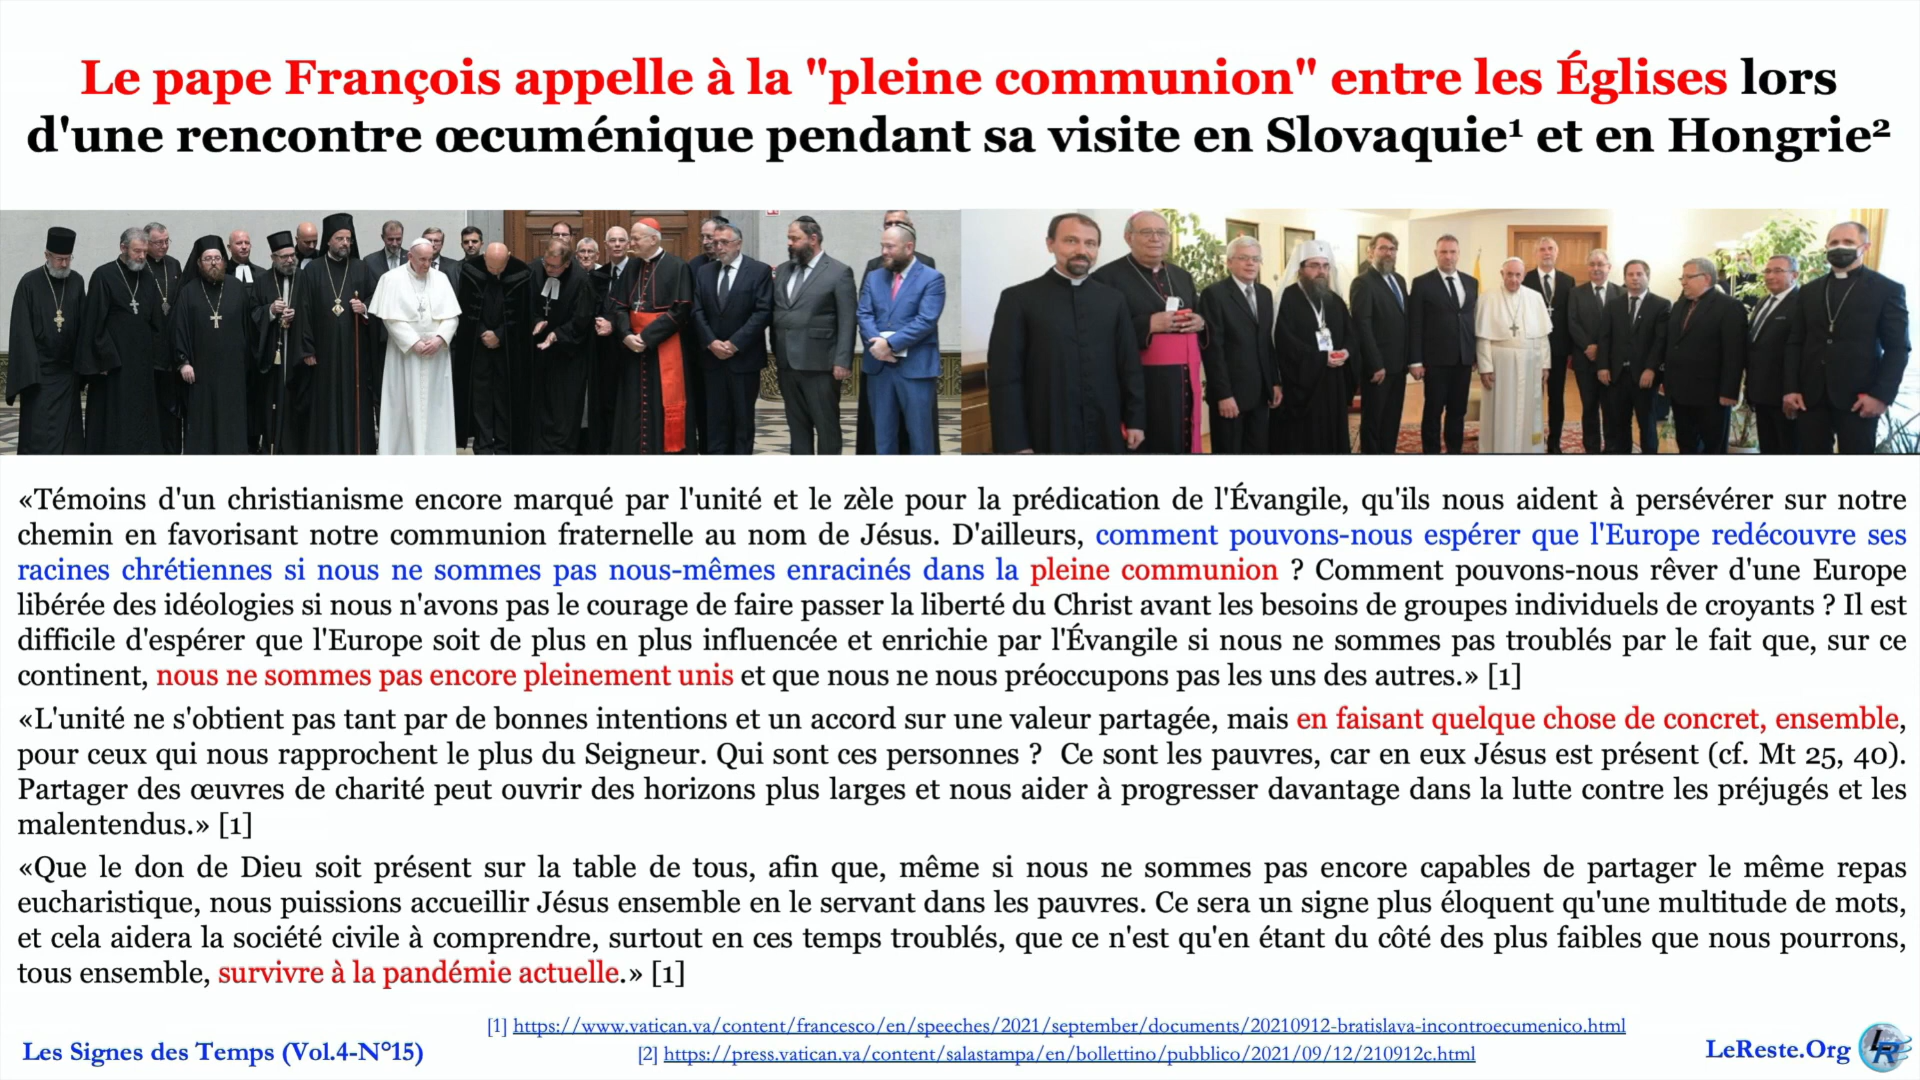 Le pape François appelle à la "pleine communion" entre les Églises lors
d'une rencontre œcuménique pendant sa visite en Slovaquie¹ et en Hongrie²
«Témoins d'un christianisme encore marqué par l'unité et le zèle pour la prédication de l'Évangile, qu'ils nous aident à persévérer sur notre
chemin en favorisant notre communion fraternelle au nom de Jésus. D'ailleurs, comment pouvons-nous espérer que l'Europe redécouvre ses
racines chrétiennes si nous ne sommes pas nous-mêmes enracinés dans la pleine communion ? Comment pouvons-nous rêver d'une Europe
libérée des idéologies si nous n'avons pas le courage de faire passer la liberté du Christ avant les besoins de groupes individuels de croyants ? Il est
difficile d'espérer que l'Europe soit de plus en plus influencée et enrichie par l'Évangile si nous ne sommes pas troublés par le fait que, sur ce
continent, nous ne sommes pas encore pleinement unis et que nous ne nous préoccupons pas les uns des autres.» [1]
«L'unité ne s'obtient pas tant par de bonnes intentions et un accord sur une valeur partagée, mais en faisant quelque chose de concret, ensemble,
pour ceux qui nous rapprochent le plus du Seigneur. Qui sont ces personnes ? Ce sont les pauvres, car en eux Jésus est présent (cf. Mt 25, 40).
Partager des œuvres de charité peut ouvrir des horizons plus larges et nous aider à progresser davantage dans la lutte contre les préjugés et les
malentendus.» [1]
«Que le don de Dieu soit présent sur la table de tous, afin que, même si nous ne sommes pas encore capables de partager le même repas
eucharistique, nous puissions accueillir Jésus ensemble en le servant dans les pauvres. Ce sera un signe plus éloquent qu'une multitude de mots,
et cela aidera la société civile à comprendre, surtout en ces temps troublés, que ce n'est qu'en étant du côté des plus faibles que nous pourrons,
tous ensemble, survivre à la pandémie actuelle.» [1]
[1] https://www.vatican.va/content/francesco/en/speeches/2021/september/documents/20210912-bratislava-incontroecumenico.html
[2] https://press.vatican.va/content/salastampa/en/bollettino/pubblico/2021/09/12/210912c.html
Les Signes des Temps (Vol.4-N°15)
LeReste.Org
LR